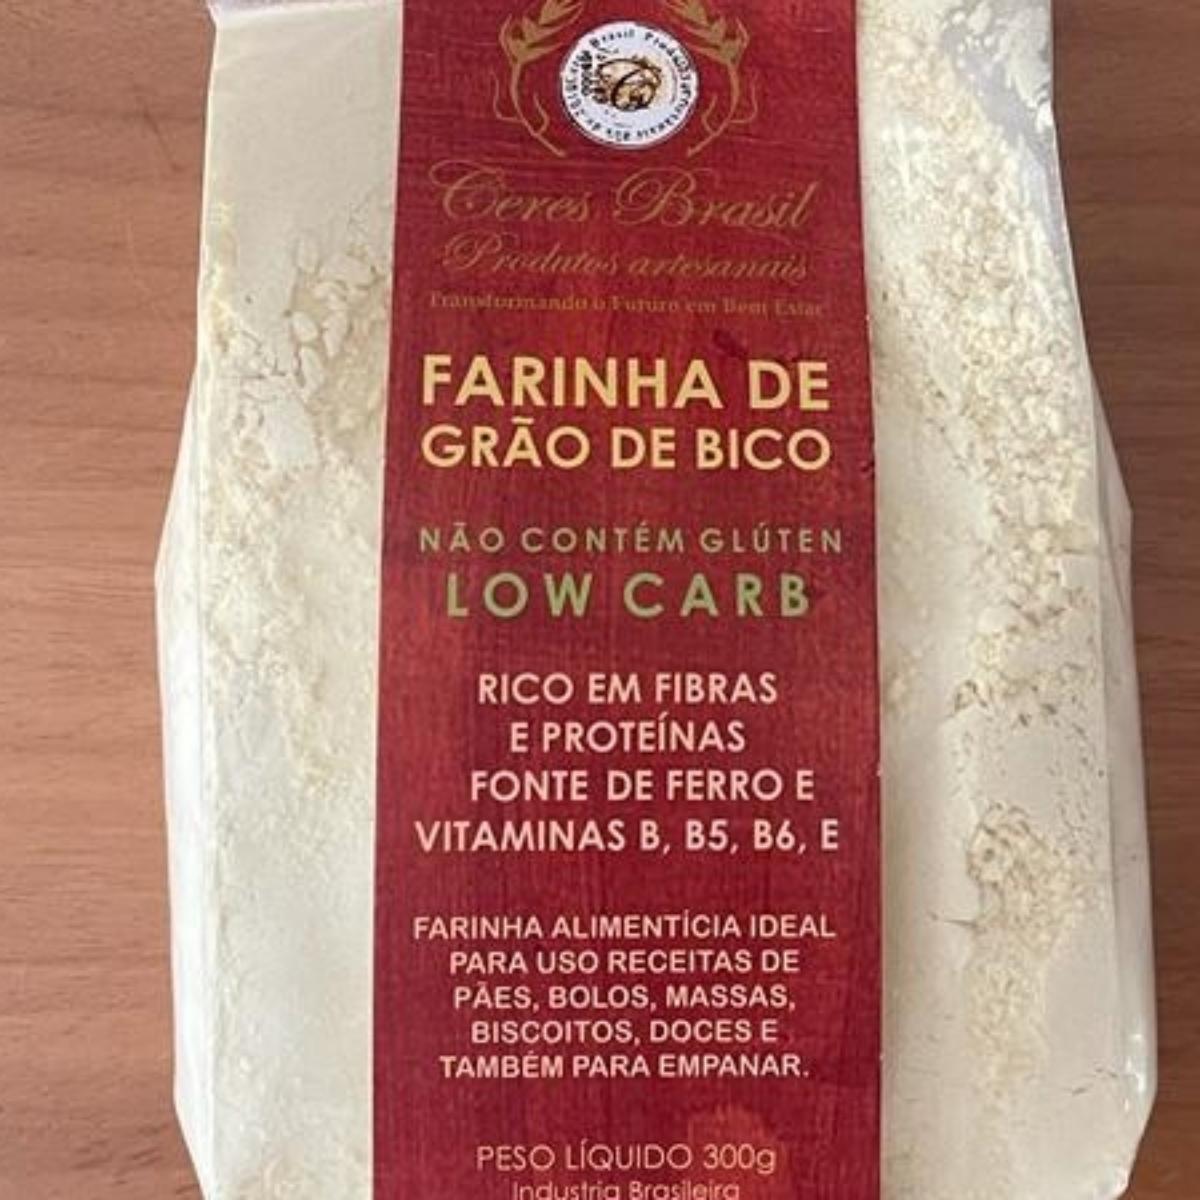 Ceres Brasil
Produtos artesanais
Transformando o Futuro em Bem Estar
FARINHA DE
GRÃO DE BICO
NÃO CONTÉM GLÚTEN
LOW CARB
RICO EM FIBRAS
E PROTEÍNAS
FONTE DE FERRO E
VITAMINAS B, B5, B6, E
FARINHA ALIMENTÍCIA IDEAL
PARA USO RECEITAS DE
PÃES, BOLOS, MASSAS,
BISCOITOS, DOCES E
TAMBÉM PARA EMPANAR.
PESO LÍQUIDO 300g
Industria Brasileira